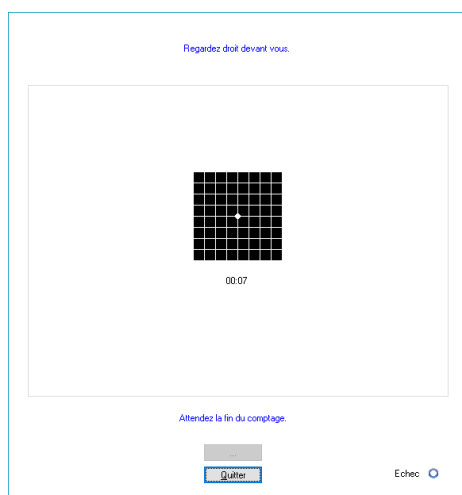 Regardez droit devant vous.
00:07
Attendez la fin du comptage.
...
Quitter
Echec